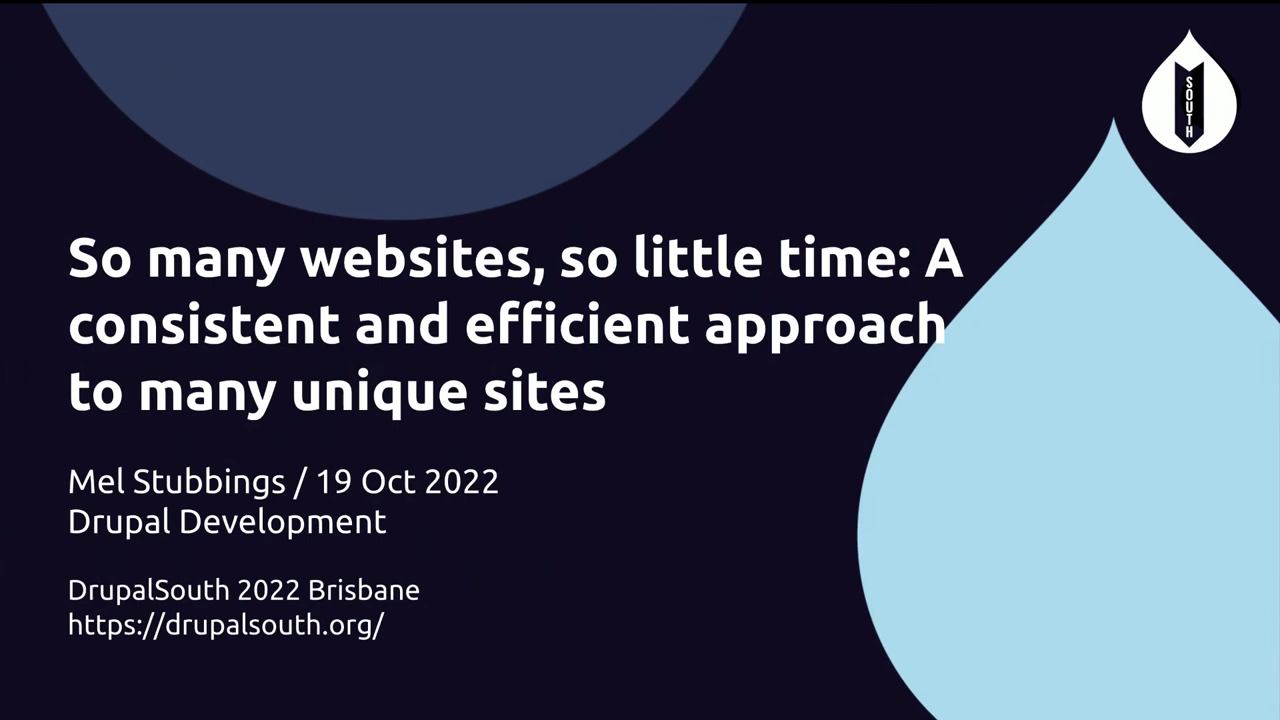 SOUTH
So many websites, so little time: A
consistent and efficient approach
to many unique sites
Mel Stubbings / 19 Oct 2022
Drupal Development
DrupalSouth 2022 Brisbane
https://drupalsouth.org/